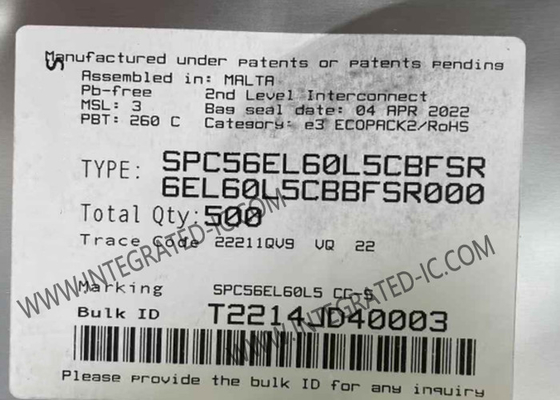 Manufactured under patents or patents pending
Assembled in: MALTA
Pb-free 2nd Level Interconnect
MSL: 3 Bag seal date: 04 APR 2022
PBT: 260 C Category: e3 ECOPACK2/RoHS
TYPE: SPC56EL60L5CBFSR
6EL60L5CBBFSR000
Total Qty: 500
Trace Code 22211QV9 VQ 22
Marking SPC56EL60L5 CC-S
Bulk ID T2214JD40003
Please provide the bulk ID for any inquiry
WWW.INTEGRATED-IC.COM
WWW.INTEGRATED-IC.COM